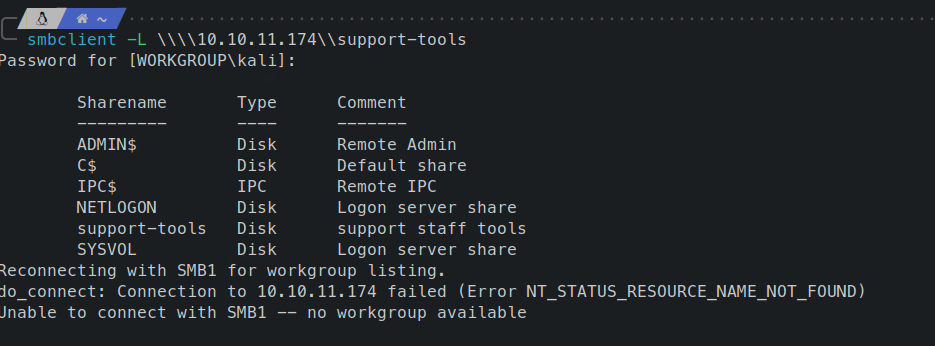 ~
smbclient -L \\\\10.10.11.174\\support-tools
Password for [WORKGROUP\kali]:
Sharename Type Comment
--------- ---- -------
ADMIN$ Disk Remote Admin
C$ Disk Default share
IPC$ IPC Remote IPC
NETLOGON Disk Logon server share
support-tools Disk support staff tools
SYSVOL Disk Logon server share
Reconnecting with SMB1 for workgroup listing.
do_connect: Connection to 10.10.11.174 failed (Error NT_STATUS_RESOURCE_NAME_NOT_FOUND)
Unable to connect with SMB1 -- no workgroup available